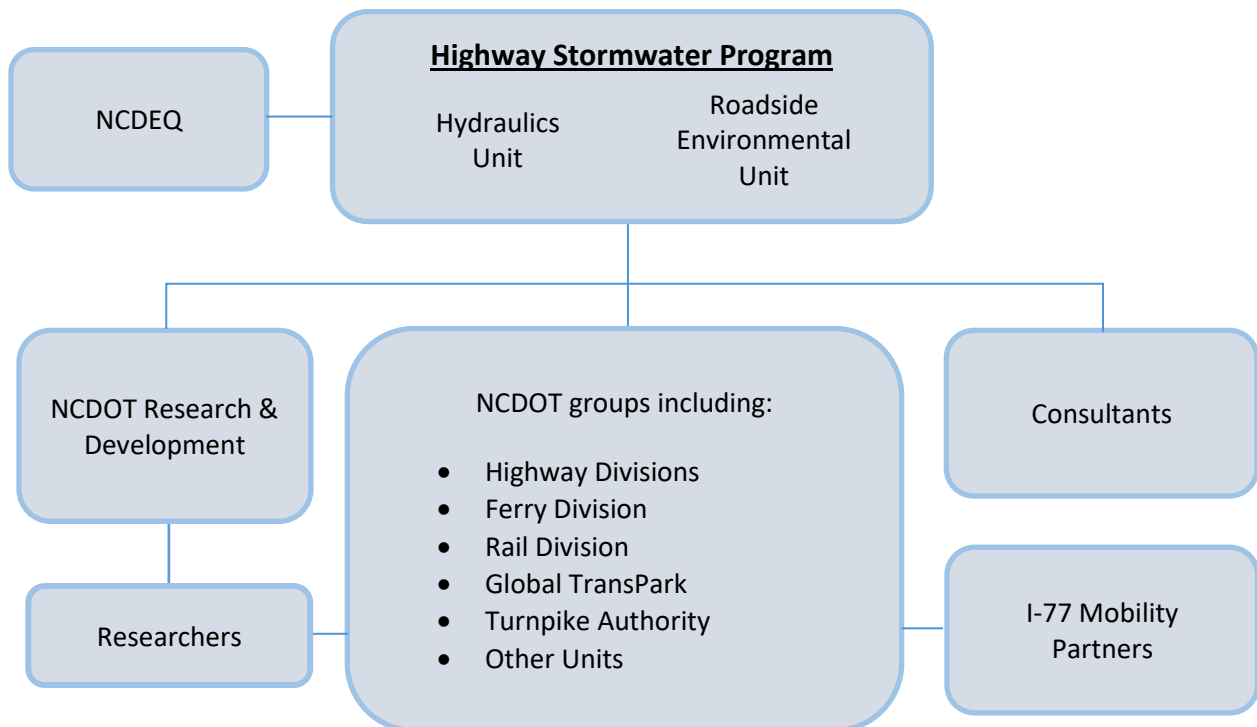 Highway Stormwater Program
NCDEQ
Hydraulics
Unit
Roadside
Environmental
Unit
NCDOT Research &
Development
NCDOT groups including:
• Highway Divisions
• Ferry Division
• Rail Division
• Global TransPark
• Turnpike Authority
• Other Units
Consultants
Researchers
I-77 Mobility
Partners